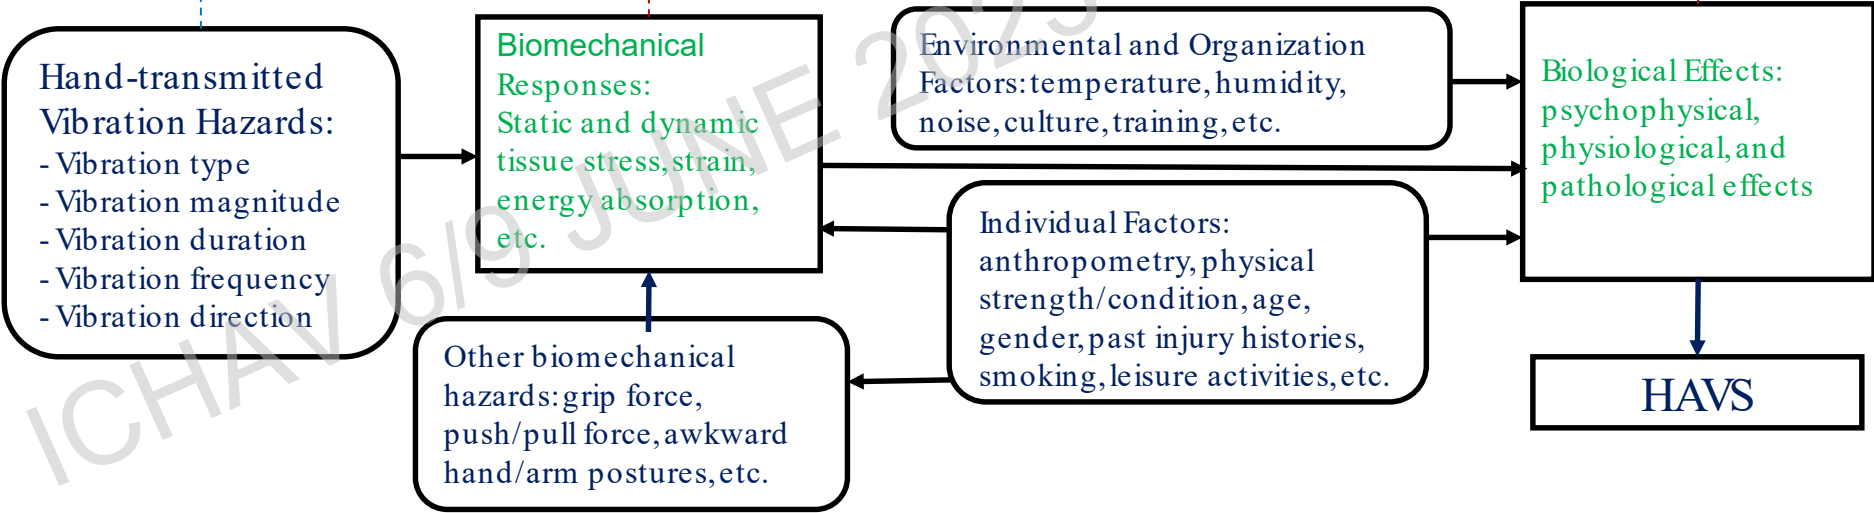 Hand-transmitted
Vibration Hazards:
- Vibration type
- Vibration magnitude
- Vibration duration
- Vibration frequency
- Vibration direction
Biomechanical
Responses:
Static and dynamic
tissue stress, strain,
energy absorption,
etc.
Other biomechanical
hazards: grip force,
push/pull force, awkward
hand/arm postures, etc.
Environmental and Organization
Factors: temperature, humidity,
noise, culture, training, etc.
Individual Factors:
anthropometry, physical
strength/condition, age,
gender, past injury histories,
smoking, leisure activities, etc.
Biological Effects:
psychophysical,
physiological, and
pathological effects
HAVS
ICHAV 6/9 JUNE 2023